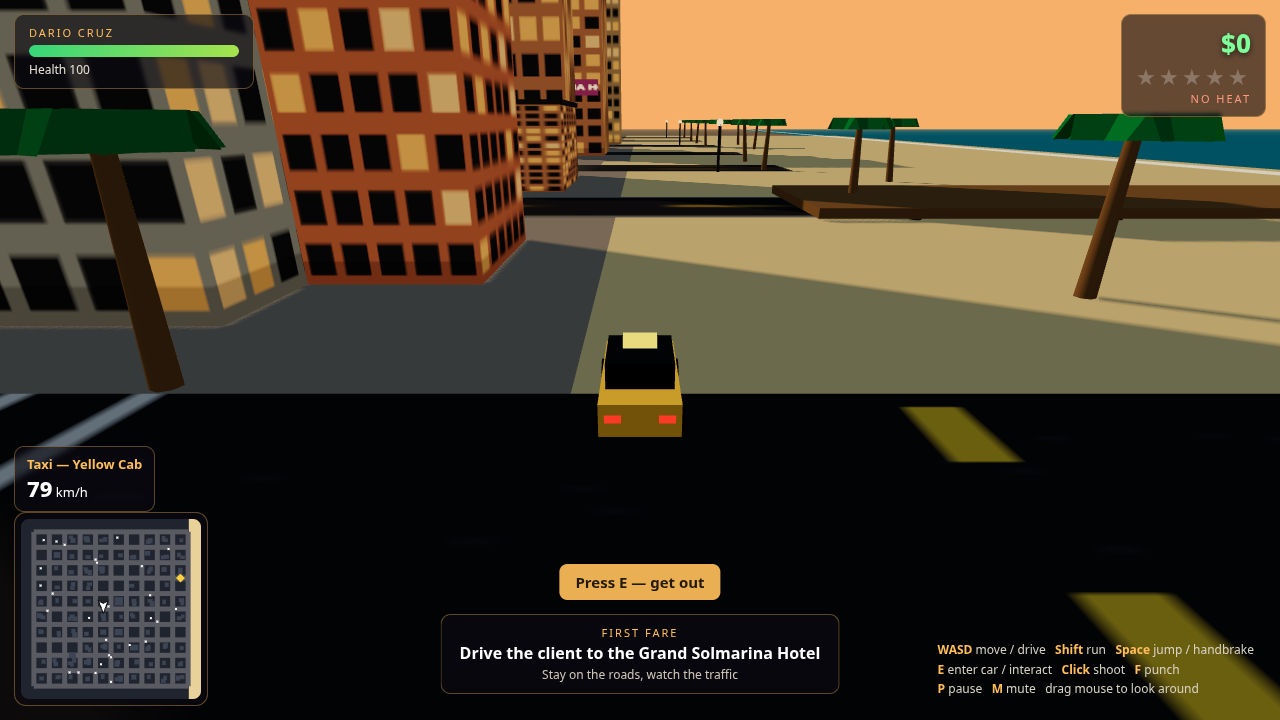 DARIO CRUZ
Health 100
$0
★★★★★
NO HEAT
Taxi — Yellow Cab
79 km/h
Press E — get out
FIRST FARE
Drive the client to the Grand Solmarina Hotel
Stay on the roads, watch the traffic
WASD move / drive Shift run Space jump / handbrake
E enter car / interact Click shoot F punch
P pause M mute drag mouse to look around